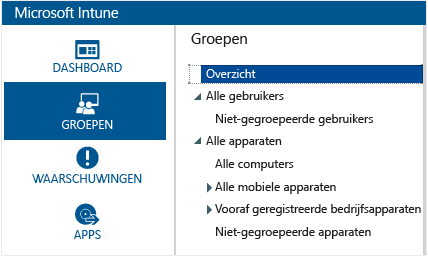 Microsoft Intune
DASHBOARD
GROEPEN
WAARSCHUWINGEN
APPS
Groepen
Overzicht
Alle gebruikers
Niet-gegroepeerde gebruikers
Alle apparaten
Alle computers
Alle mobiele apparaten
Vooraf geregistreerde bedrijfsapparaten
Niet-gegroepeerde apparaten